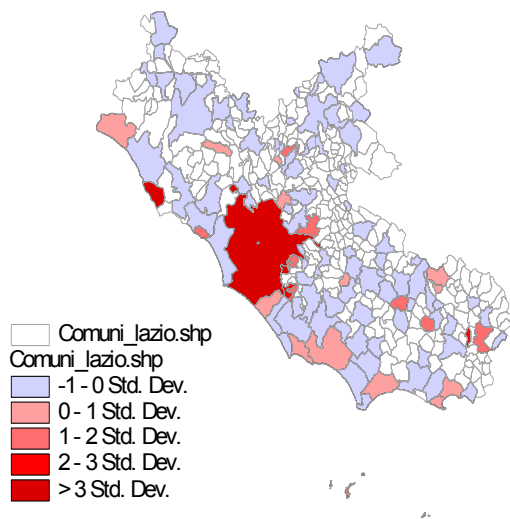 Comuni_lazio.shp
Comuni_lazio.shp
-1 - 0 Std. Dev.
0 - 1 Std. Dev.
1 - 2 Std. Dev.
2 - 3 Std. Dev.
> 3 Std. Dev.